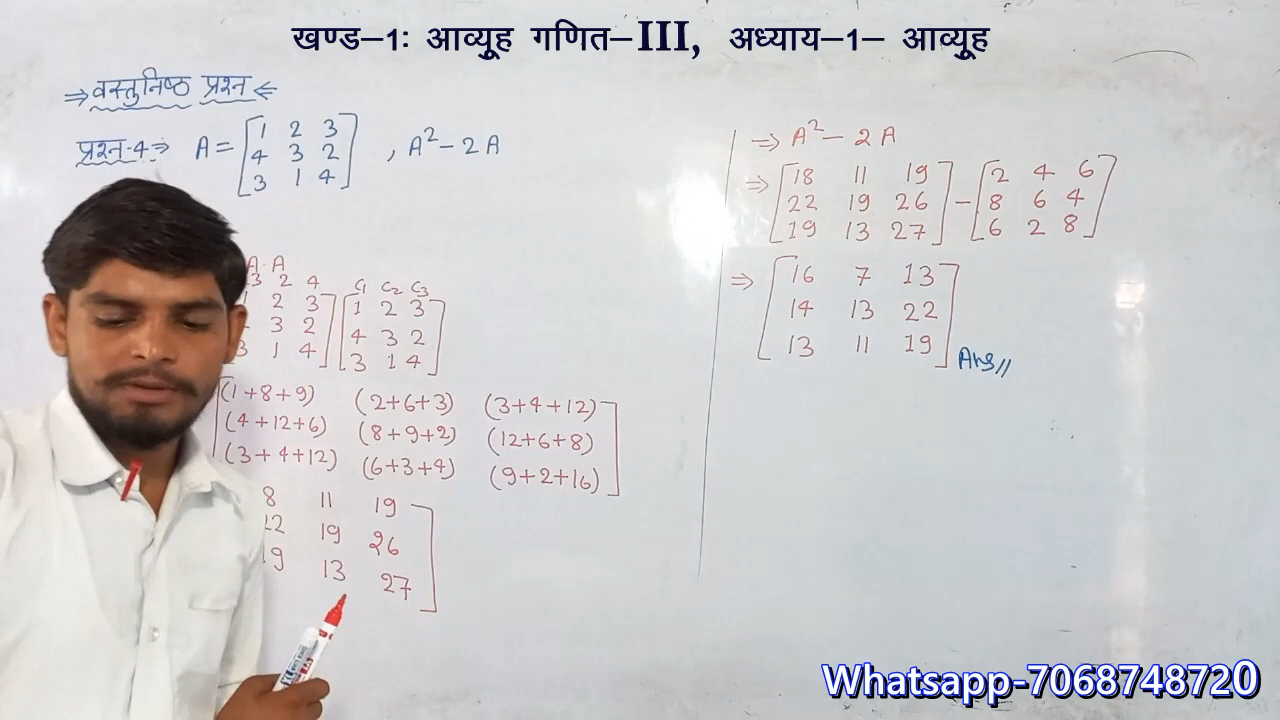 खण्ड–1: आव्यूह गणित–III, अध्याय–1– आव्यूह
⇒ वस्तुनिष्ठ प्रश्न ⇐
प्रश्न-4 ⇒ A = [1 2 3
4 3 2
3 1 4] , A² – 2A
A · A
3 2 4 C₁ C₂ C₃
2 3] [1 2 3
3 2 4 3 2
3 1 4] 3 1 4]
[(1+8+9) (2+6+3) (3+4+12)
(4+12+6) (8+9+2) (12+6+8)
(3+4+12) (6+3+4) (9+2+16)]
8 11 19
22 19 26
19 13 27]
⇒ A² – 2A
⇒ [18 11 19
22 19 26
19 13 27] – [2 4 6
8 6 4
6 2 8]
⇒ [16 7 13
14 13 22
13 11 19] Ans //
Whatsapp-7068748720